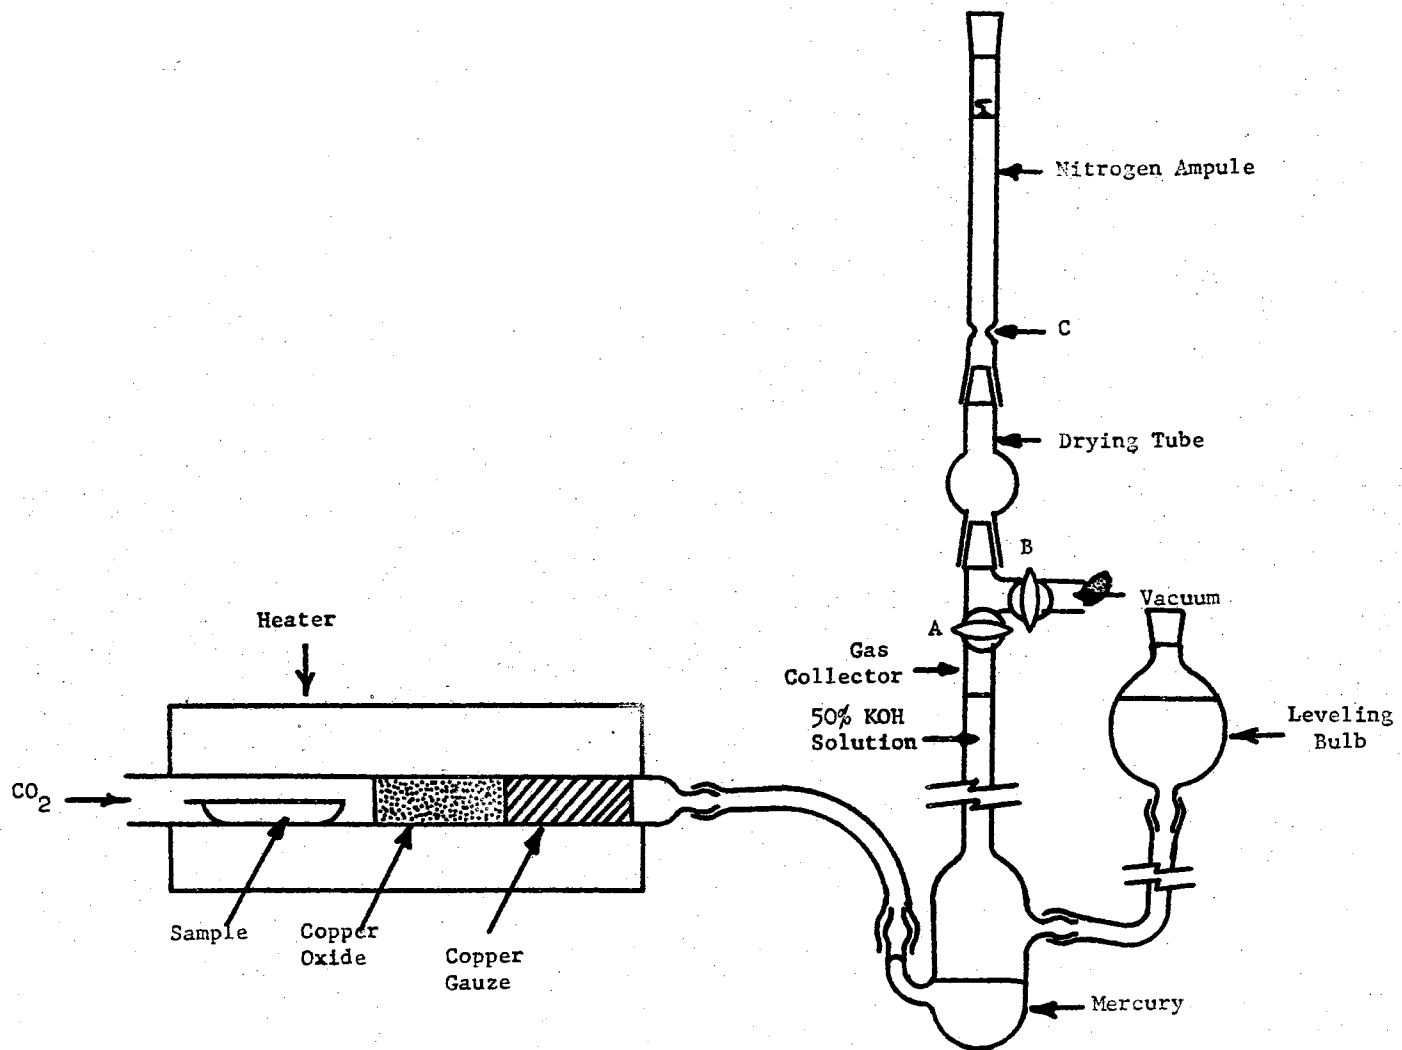 Nitrogen Ampule
C
Drying Tube
B
Vacuum
Heater
A
Gas
Collector
50% KOH
Solution
Leveling
Bulb
CO₂
Sample
Copper
Oxide
Copper
Gauze
Mercury